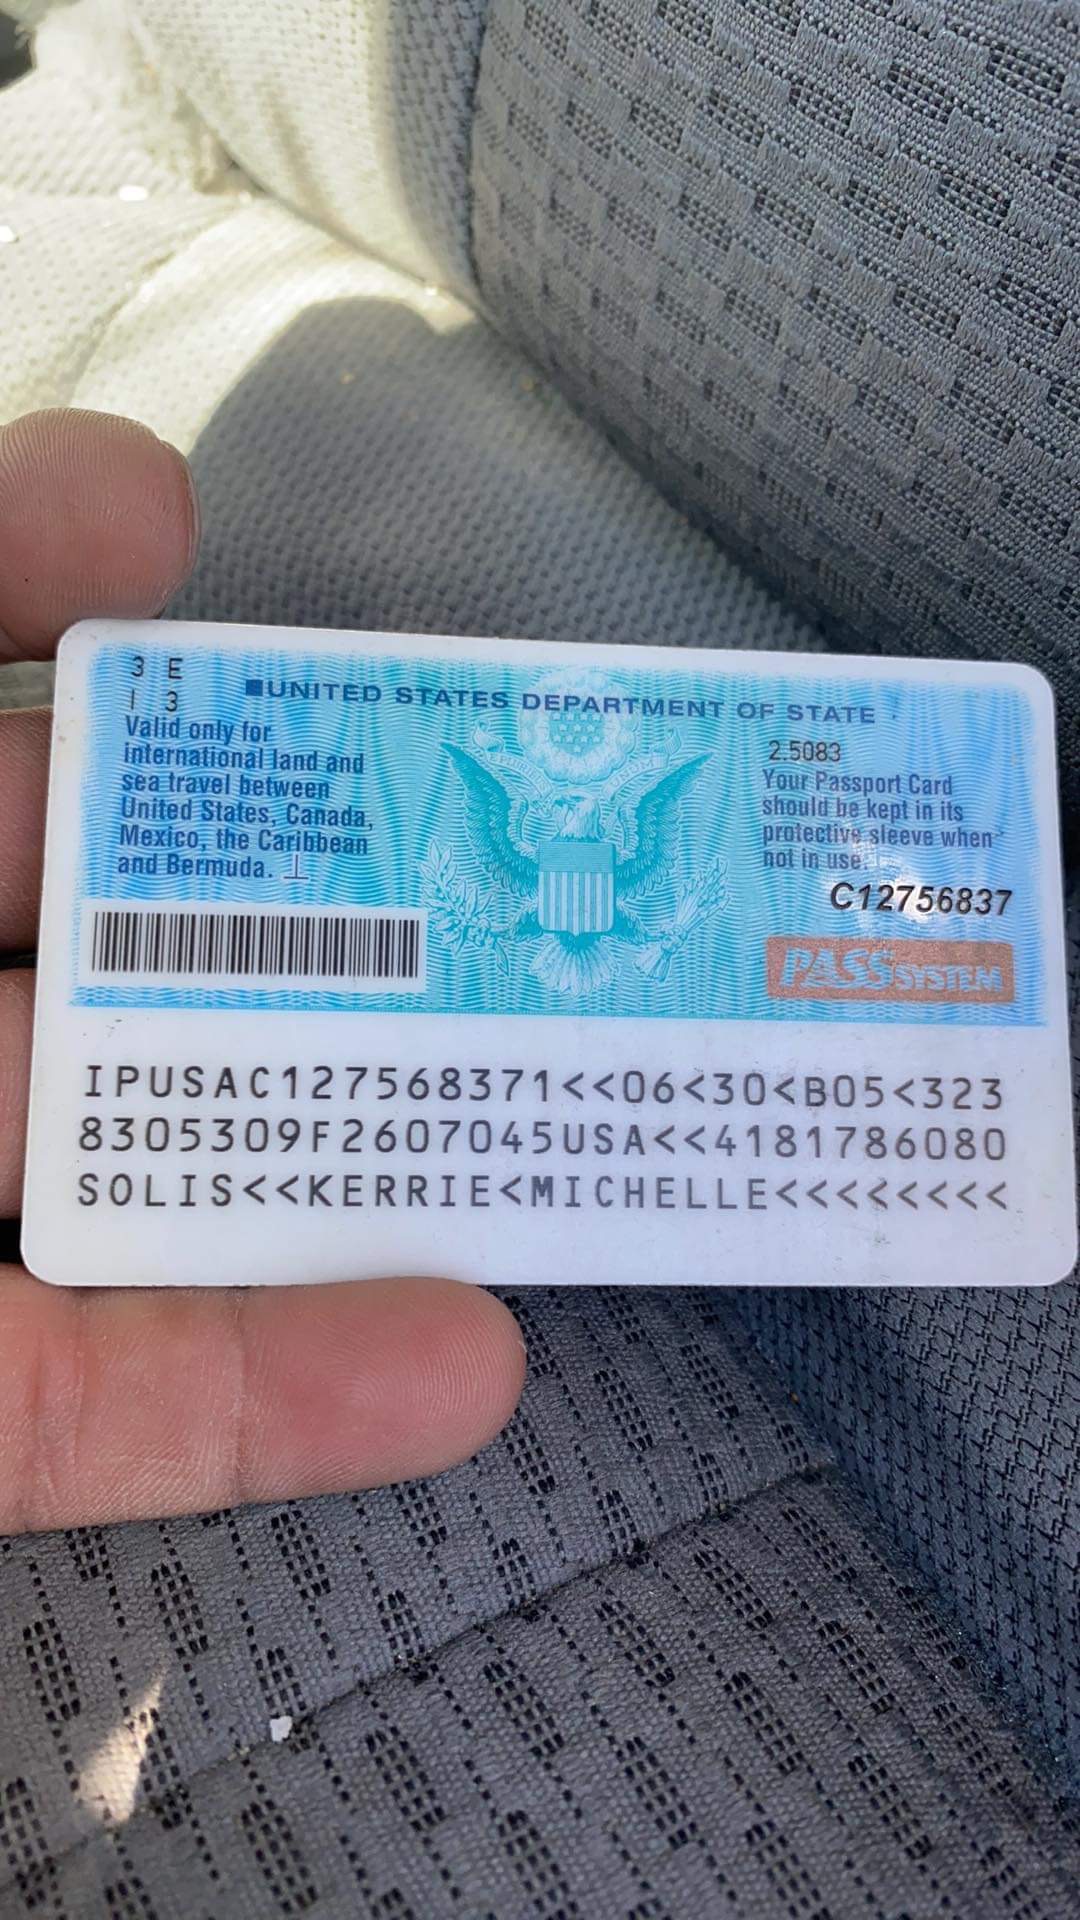 3 E
I 3
UNITED STATES DEPARTMENT OF STATE
Valid only for
international land and
sea travel between
United States, Canada,
Mexico, the Caribbean
and Bermuda.
2.5083
Your Passport Card
should be kept in its
protective sleeve when
not in use.
C12756837
PASS SYSTEM
IPUSAC127568371<<06<30<B05<323
8305309F2607045USA<<4181786080
SOLIS<<KERRIE<MICHELLE<<<<<<<<